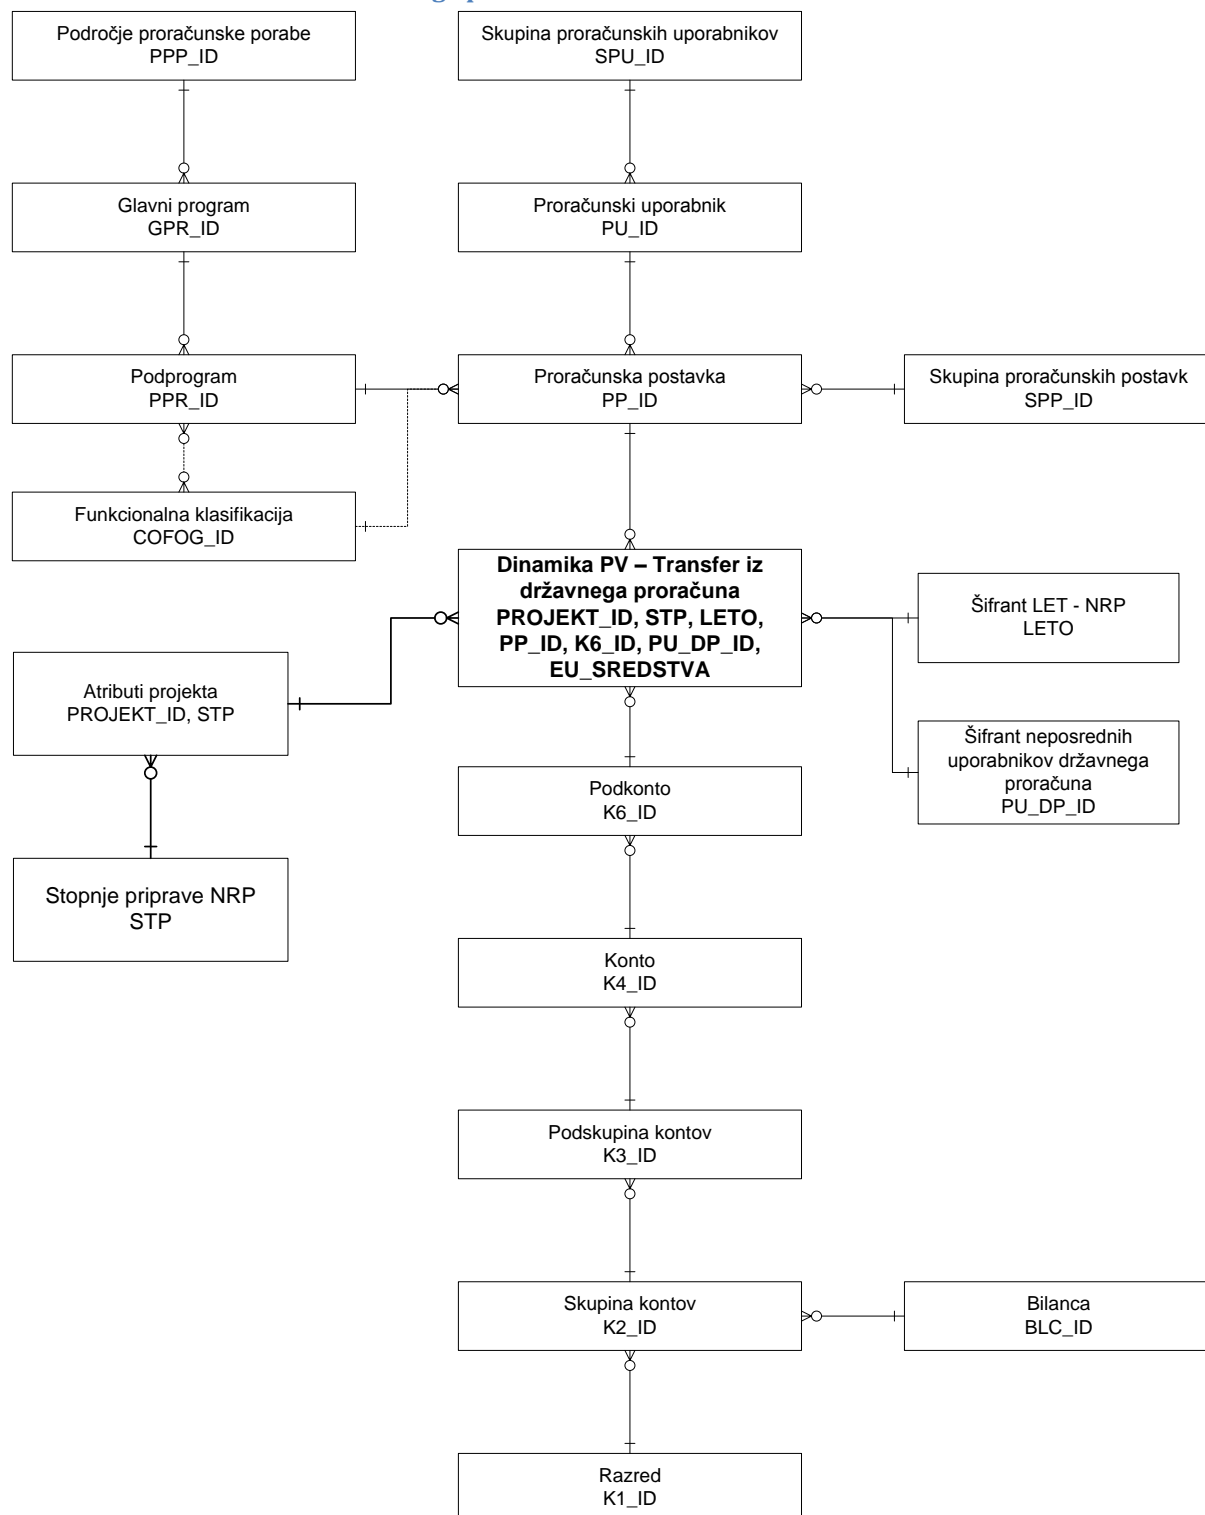 Področje proračunske porabe
PPP_ID
Skupina proračunskih uporabnikov
SPU_ID
Glavni program
GPR_ID
Proračunski uporabnik
PU_ID
Podprogram
PPR_ID
Proračunska postavka
PP_ID
Skupina proračunskih postavk
SPP_ID
Funkcionalna klasifikacija
COFOG_ID
Dinamika PV – Transfer iz
državnega proračuna
PROJEKT_ID, STP, LETO,
PP_ID, K6_ID, PU_DP_ID,
EU_SREDSTVA
Šifrant LET - NRP
LETO
Atributi projekta
PROJEKT_ID, STP
Šifrant neposrednih
uporabnikov državnega
proračuna
PU_DP_ID
Podkonto
K6_ID
Stopnje priprave NRP
STP
Konto
K4_ID
Podskupina kontov
K3_ID
Skupina kontov
K2_ID
Bilanca
BLC_ID
Razred
K1_ID